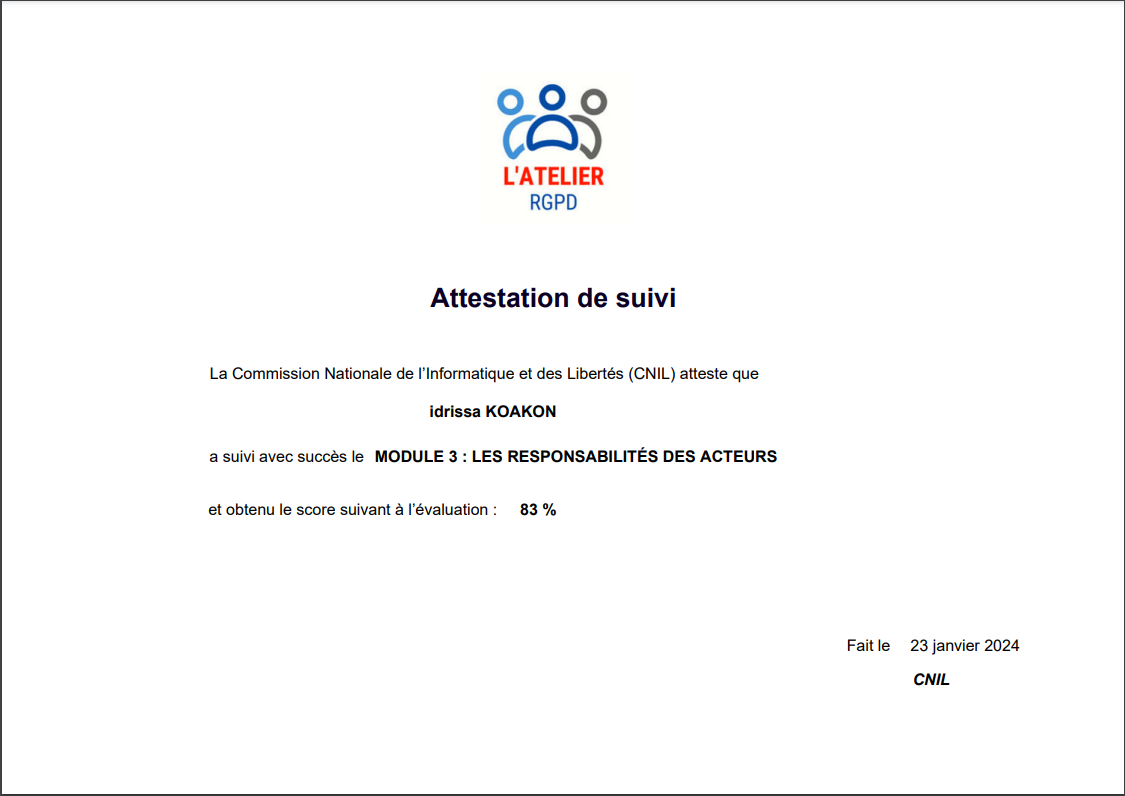 L'ATELIER
RGPD
Attestation de suivi
La Commission Nationale de l’Informatique et des Libertés (CNIL) atteste que
idrissa KOAKON
a suivi avec succès le MODULE 3 : LES RESPONSABILITÉS DES ACTEURS
et obtenu le score suivant à l’évaluation : 83 %
Fait le 23 janvier 2024
CNIL